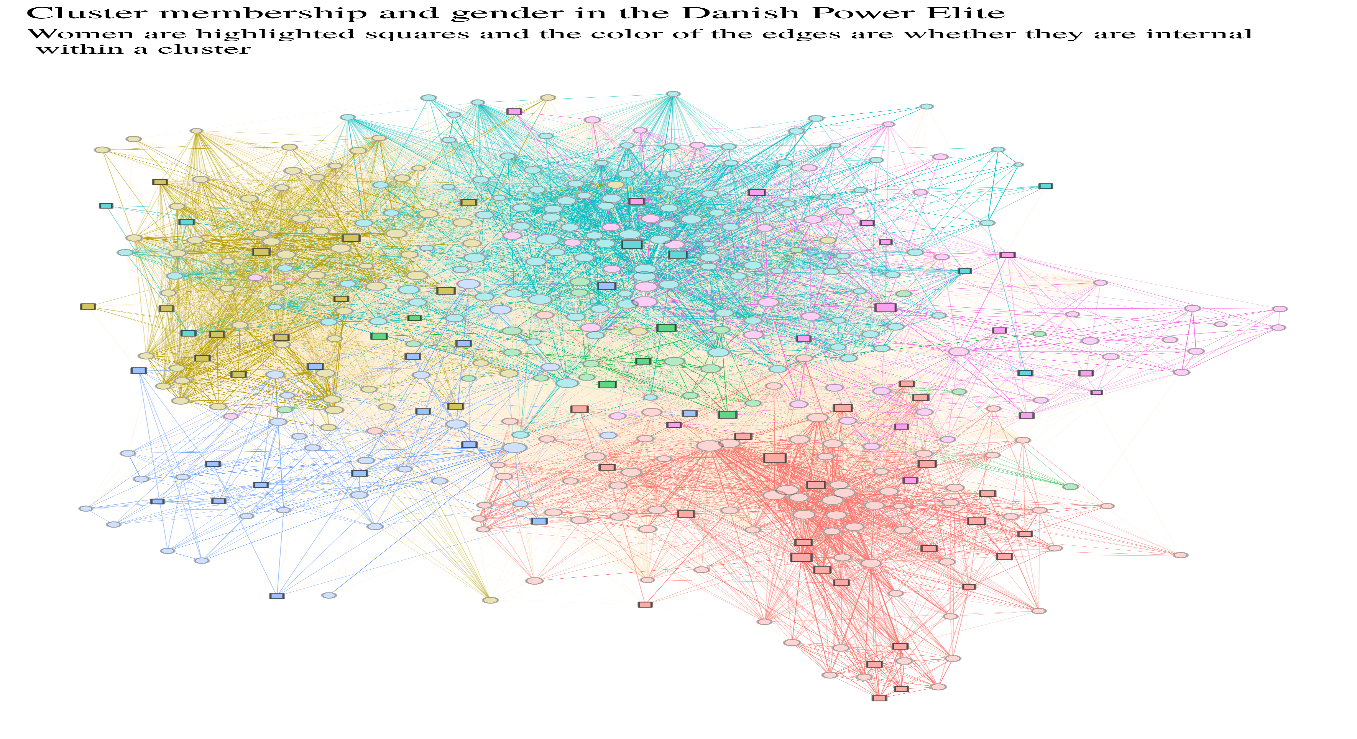 Cluster membership and gender in the Danish Power Elite
Women are highlighted squares and the color of the edges are whether they are internal
within a cluster